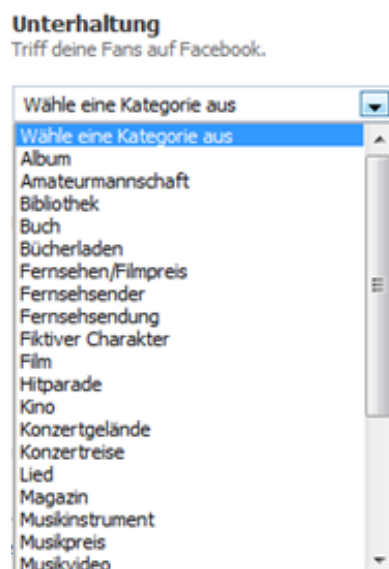 Unterhaltung
Triff deine Fans auf Facebook.
Wähle eine Kategorie aus
Wähle eine Kategorie aus
Album
Amateurmannschaft
Bibliothek
Buch
Bücherladen
Fernsehen/Filmpreis
Fernsehsender
Fernsehsendung
Fiktiver Charakter
Film
Hitparade
Kino
Konzertgelände
Konzertreise
Lied
Magazin
Musikinstrument
Musikpreis
Musikvideo